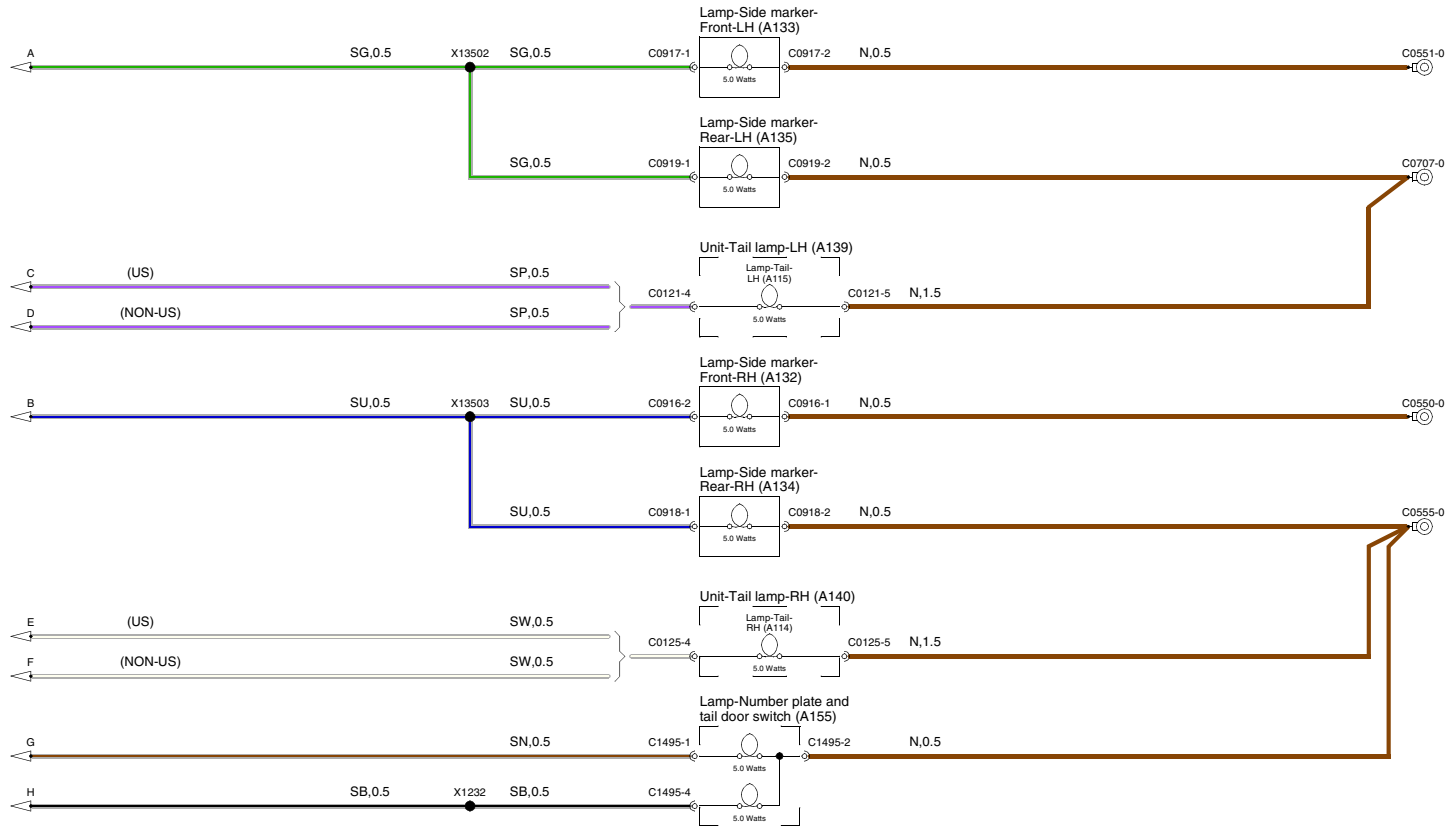 Lamp-Side marker-
Front-LH (A133)
A
SG,0.5
X13502
SG,0.5
C0917-1
C0917-2
N,0.5
C0551-0
5.0 Watts
Lamp-Side marker-
Rear-LH (A135)
SG,0.5
C0919-1
C0919-2
N,0.5
C0707-0
5.0 Watts
Unit-Tail lamp-LH (A139)
C
(US)
SP,0.5
Lamp-Tail-
LH (A115)
C0121-4
C0121-5
N,1.5
D
(NON-US)
SP,0.5
5.0 Watts
Lamp-Side marker-
Front-RH (A132)
B
SU,0.5
X13503
SU,0.5
C0916-2
C0916-1
N,0.5
C0550-0
5.0 Watts
Lamp-Side marker-
Rear-RH (A134)
SU,0.5
C0918-1
C0918-2
N,0.5
C0555-0
5.0 Watts
Unit-Tail lamp-RH (A140)
E
(US)
SW,0.5
Lamp-Tail-
RH (A114)
C0125-4
C0125-5
N,1.5
F
(NON-US)
SW,0.5
5.0 Watts
Lamp-Number plate and
tail door switch (A155)
G
SN,0.5
C1495-1
C1495-2
N,0.5
5.0 Watts
H
SB,0.5
X1232
SB,0.5
C1495-4
5.0 Watts